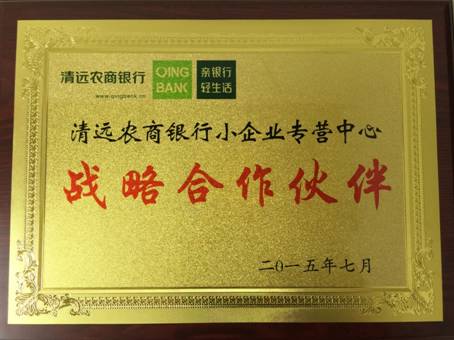 清远农商银行
www.qingbank.cn
QING
BANK
亲银行
轻生活
清远农商银行小企业专营中心
战略合作伙伴
二0一五年七月